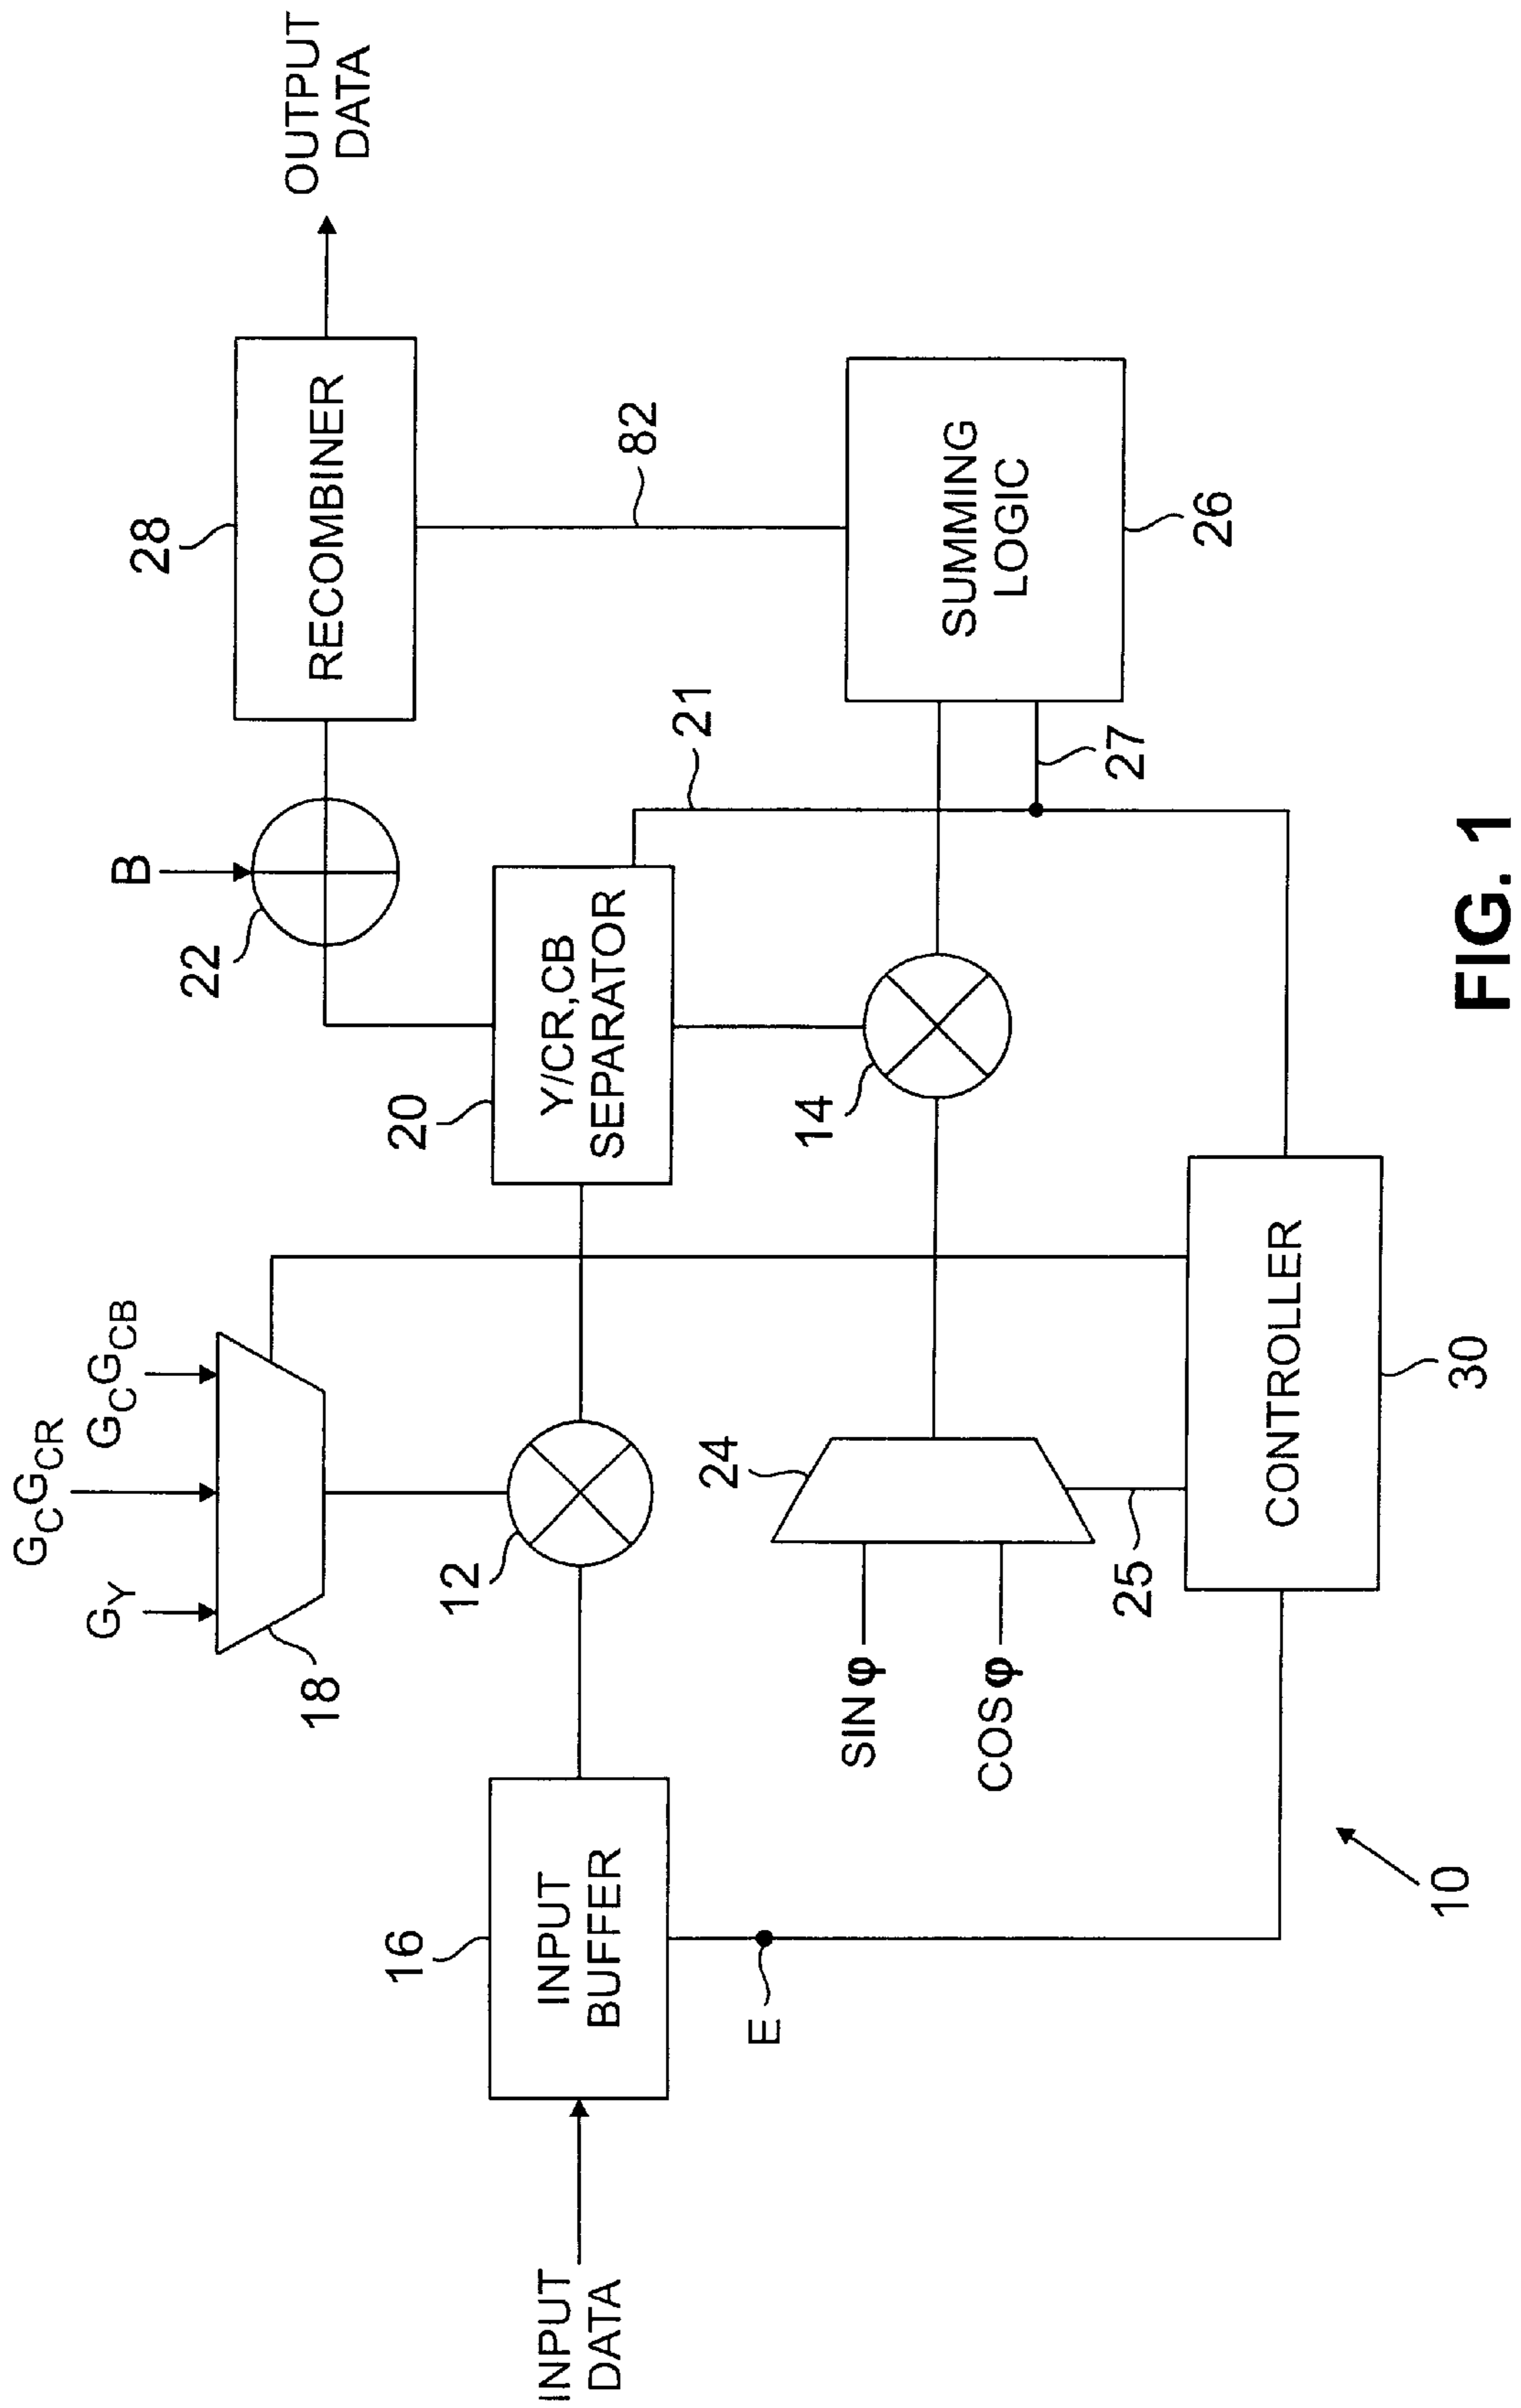 G_Y
G_CG_CR
G_CG_CB
18
B
22
28
RECOMBINER
OUTPUT
DATA
INPUT
DATA
16
INPUT
BUFFER
12
20
Y/CR,CB
SEPARATOR
21
82
E
SIN φ
COS φ
24
14
SUMMING
LOGIC
26
27
25
CONTROLLER
30
10
FIG. 1